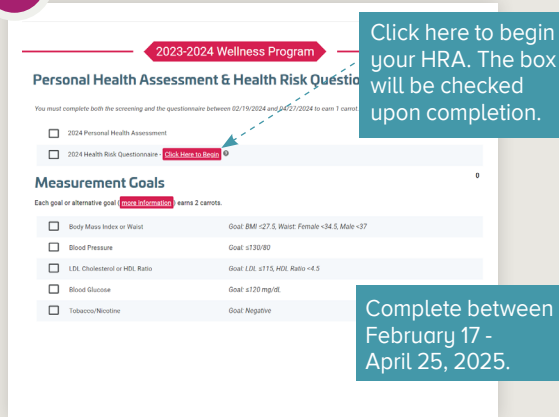 2023-2024 Wellness Program
Click here to begin
your HRA. The box
will be checked
upon completion.
Personal Health Assessment & Health Risk Questio
You must complete both the screening and the questionnaire between 02/19/2024 and 04/27/2024 to earn 1 carrot.
2024 Personal Health Assessment
2024 Health Risk Questionnaire - Click Here to Begin ?
0
Measurement Goals
Each goal or alternative goal ( more information ) earns 2 carrots.
Body Mass Index or Waist Goal: BMI ≤27.5, Waist: Female <34.5, Male <37
Blood Pressure Goal: ≤130/80
LDL Cholesterol or HDL Ratio Goal: LDL ≤115, HDL Ratio <4.5
Blood Glucose Goal: ≤120 mg/dL
Tobacco/Nicotine Goal: Negative
Complete between
February 17 -
April 25, 2025.